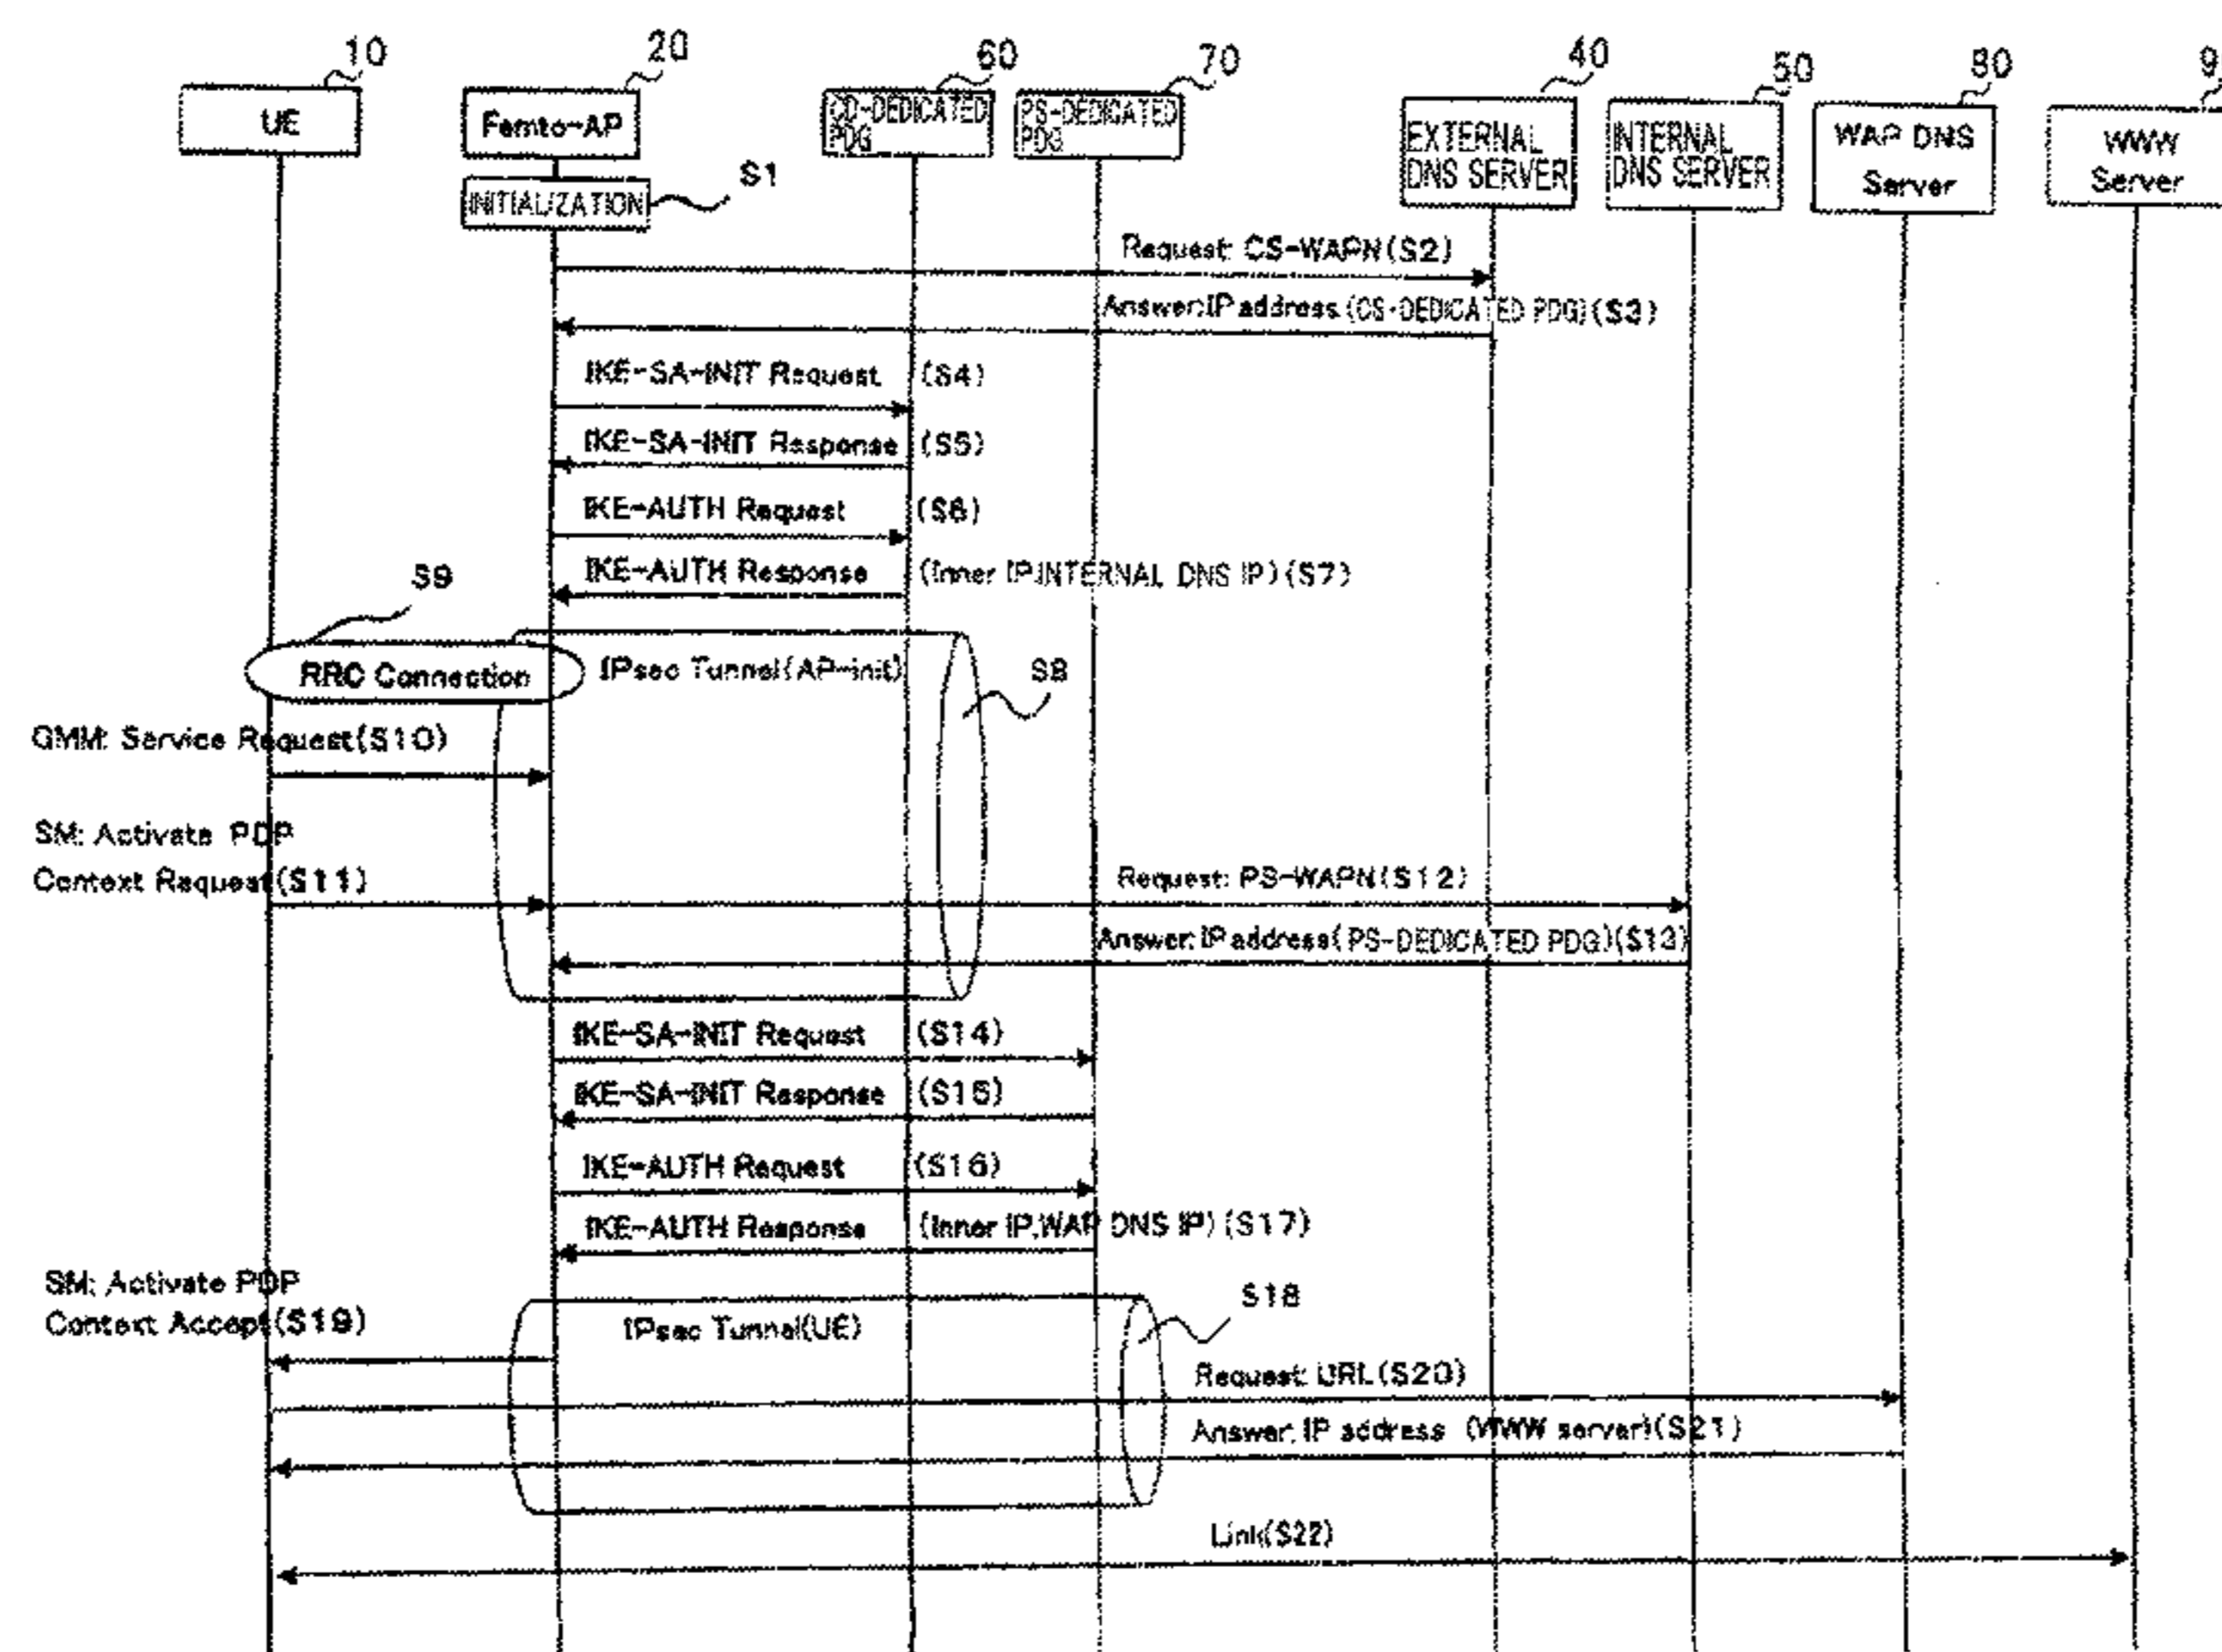 10
20
60
70
40
50
80
9
UE
Femto-AP
CD-DEDICATED
PDG
PS-DEDICATED
PDG
EXTERNAL
DNS SERVER
INTERNAL
DNS SERVER
WAP DNS
Server
WWW
Server
INITIALIZATION
S1
Request: CS-WAPN(S2)
Answer:IP address (CS-DEDICATED PDG)(S3)
IKE-SA-INIT Request (S4)
IKE-SA-INIT Response (S5)
IKE-AUTH Request (S6)
IKE-AUTH Response (Inner IP,INTERNAL DNS IP)(S7)
S9
RRC Connection
IPsec Tunnel(AP-init)
S8
GMM: Service Request(S10)
SM: Activate PDP
Context Request(S11)
Request: PS-WAPN(S12)
Answer: IP address(PS-DEDICATED PDG)(S13)
IKE-SA-INIT Request (S14)
IKE-SA-INIT Response (S15)
IKE-AUTH Request (S16)
IKE-AUTH Response (Inner IP,WAP DNS IP)(S17)
SM: Activate PDP
Context Accept(S19)
IPsec Tunnel(UE)
S18
Request: URL(S20)
Answer: IP address (WWW server)(S21)
Link(S22)